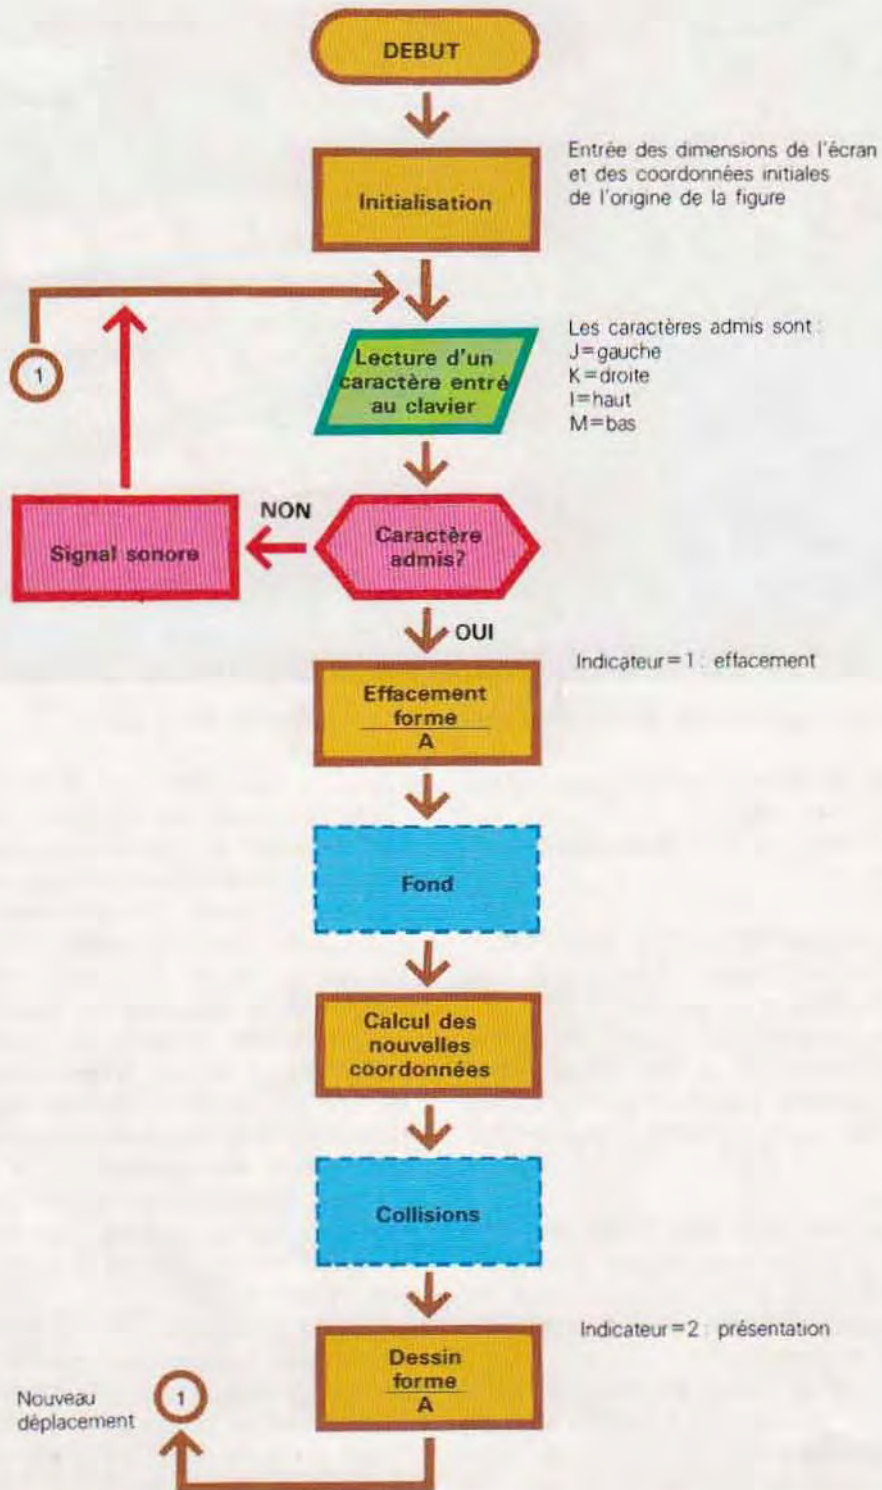 DEBUT
Initialisation
Entrée des dimensions de l'écran
et des coordonnées initiales
de l'origine de la figure
1
Lecture d'un
caractère entré
au clavier
Les caractères admis sont :
J=gauche
K=droite
I=haut
M=bas
Signal sonore
NON
Caractère
admis?
OUI
Indicateur=1 : effacement
Effacement
forme
A
Fond
Calcul des
nouvelles
coordonnées
Collisions
Indicateur=2 : présentation
Dessin
forme
A
Nouveau
déplacement
1